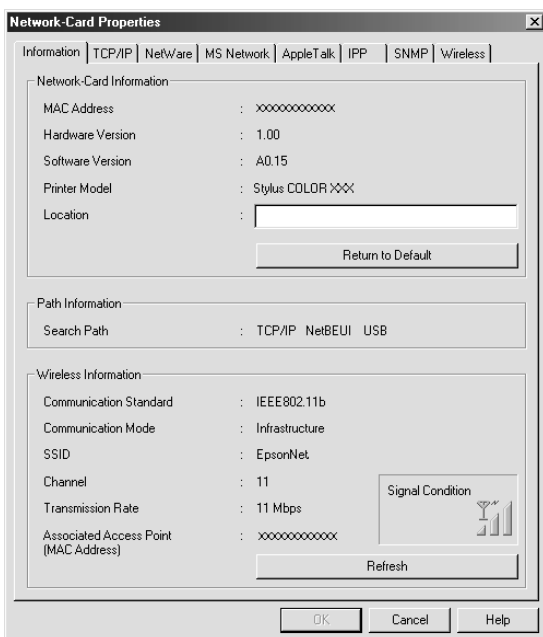 Network-Card Properties
Information TCP/IP NetWare MS Network AppleTalk IPP SNMP Wireless
Network-Card Information
MAC Address : xxxxxxxxxxxx
Hardware Version : 1.00
Software Version : A0.15
Printer Model : Stylus COLOR XXX
Location :
Return to Default
Path Information
Search Path : TCP/IP NetBEUI USB
Wireless Information
Communication Standard : IEEE802.11b
Communication Mode : Infrastructure
SSID : EpsonNet
Channel : 11
Signal Condition
Transmission Rate : 11 Mbps
Associated Access Point : xxxxxxxxxxxx
(MAC Address)
Refresh
OK Cancel Help